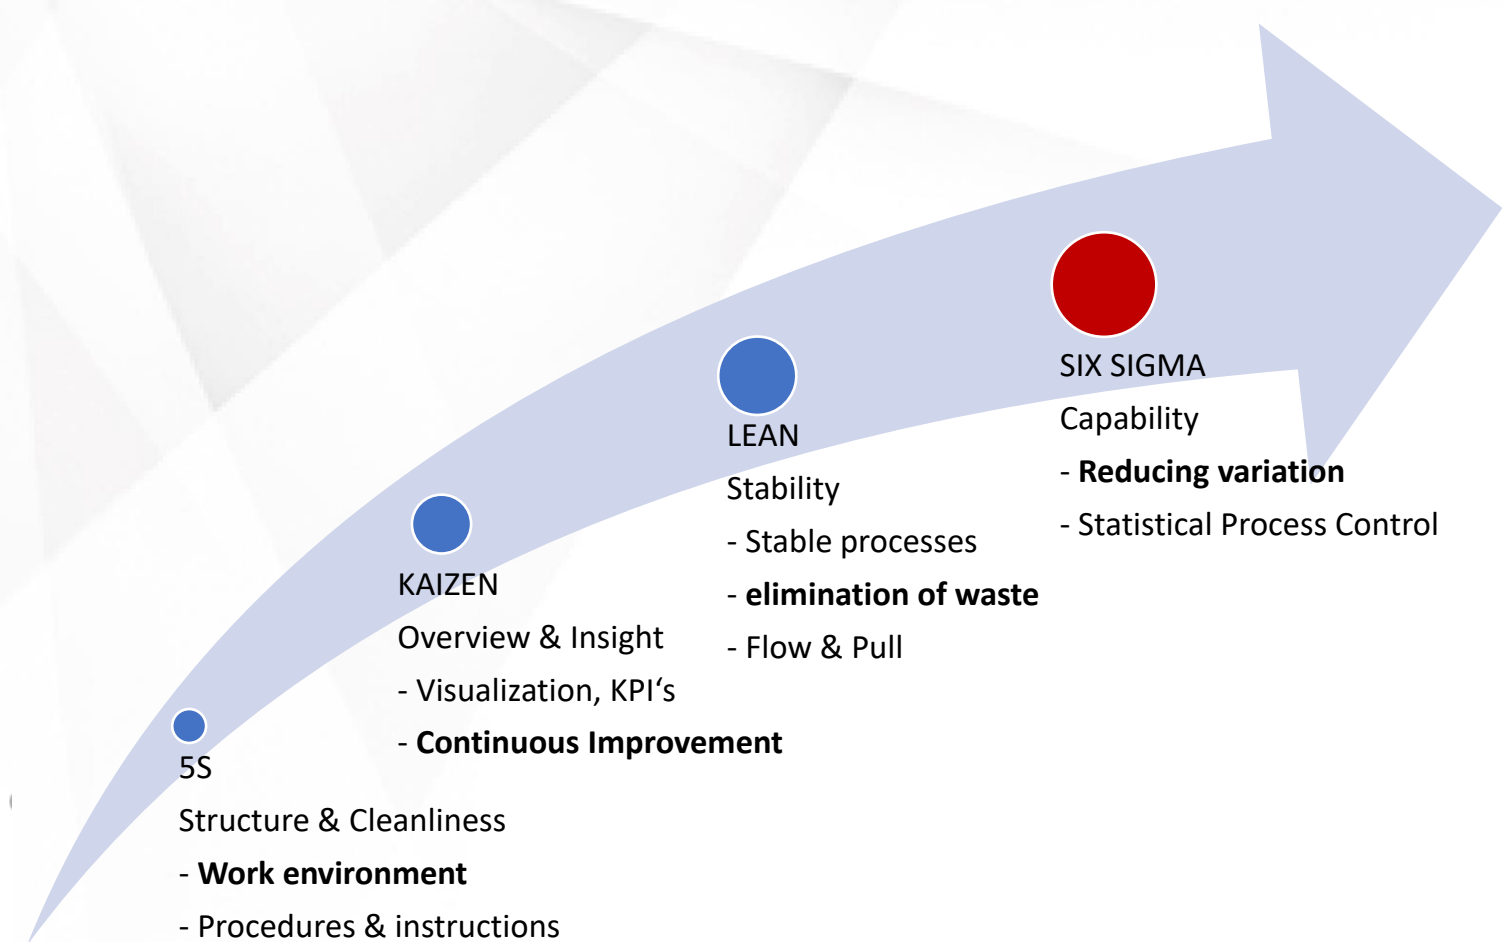 5S
Structure & Cleanliness
- Work environment
- Procedures & instructions
KAIZEN
Overview & Insight
- Visualization, KPI‘s
- Continuous Improvement
LEAN
Stability
- Stable processes
- elimination of waste
- Flow & Pull
SIX SIGMA
Capability
- Reducing variation
- Statistical Process Control